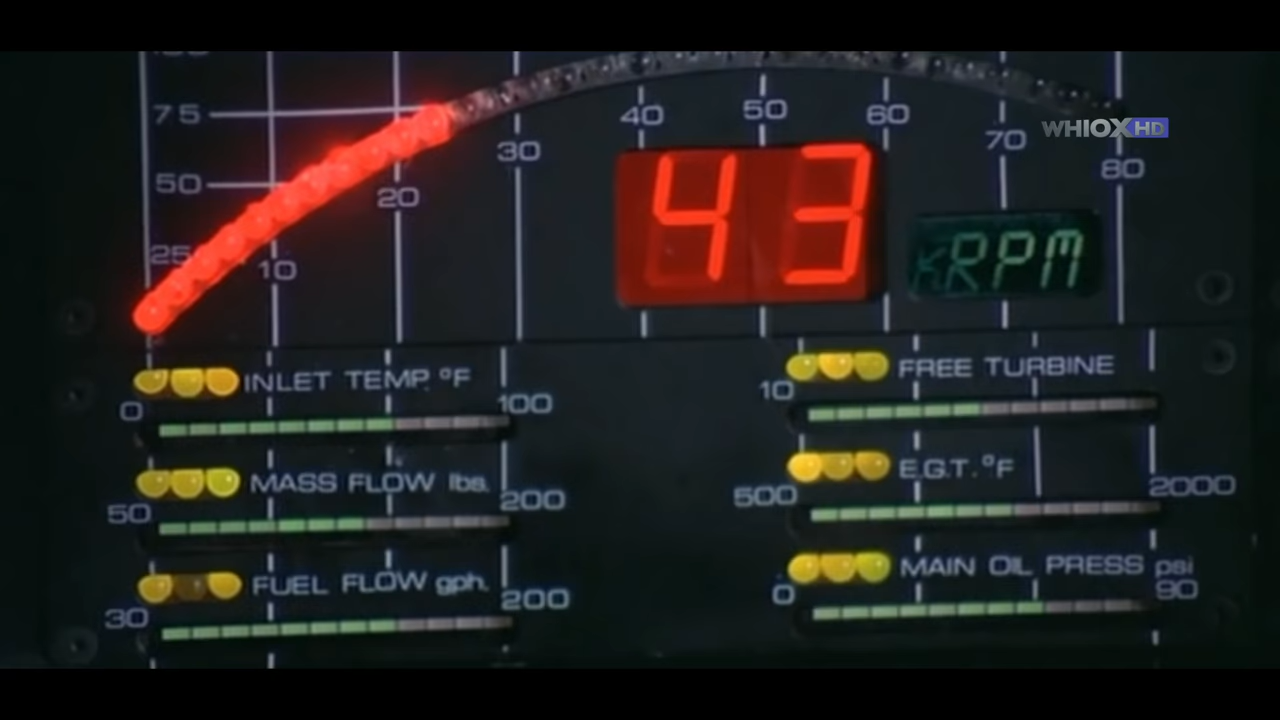 75
40
50
60
WHIOX HD
30
70
50
80
20
43
KRPM
25
10
INLET TEMP. °F
FREE TURBINE
0
100
10
MASS FLOW lbs.
E.G.T. °F
50
200
500
2000
FUEL FLOW gph.
MAIN OIL PRESS psi
30
200
0
90